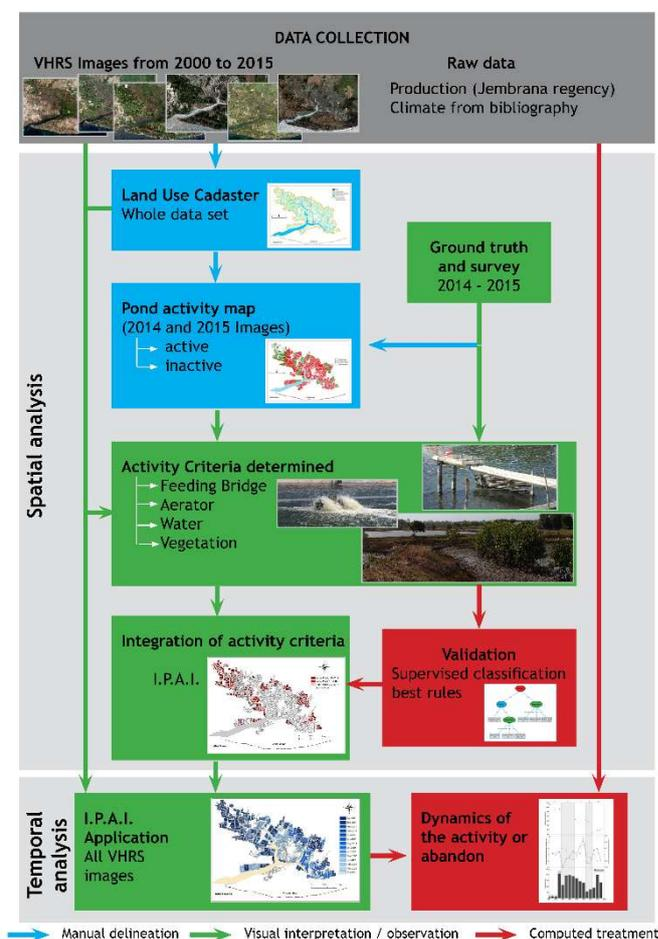 DATA COLLECTION
VHRS Images from 2000 to 2015
Raw data
Production (Jembrana regency)
Climate from bibliography
Spatial analysis
Land Use Cadaster
Whole data set
Ground truth
and survey
2014 - 2015
Pond activity map
(2014 and 2015 Images)
active
inactive
Activity Criteria determined
Feeding Bridge
Aerator
Water
Vegetation
Integration of activity criteria
I.P.A.I.
Validation
Supervised classification
best rules
Temporal
analysis
I.P.A.I.
Application
All VHRS
images
Dynamics of
the activity or
abandon
Manual delineation
Visual interpretation / observation
Computed treatment